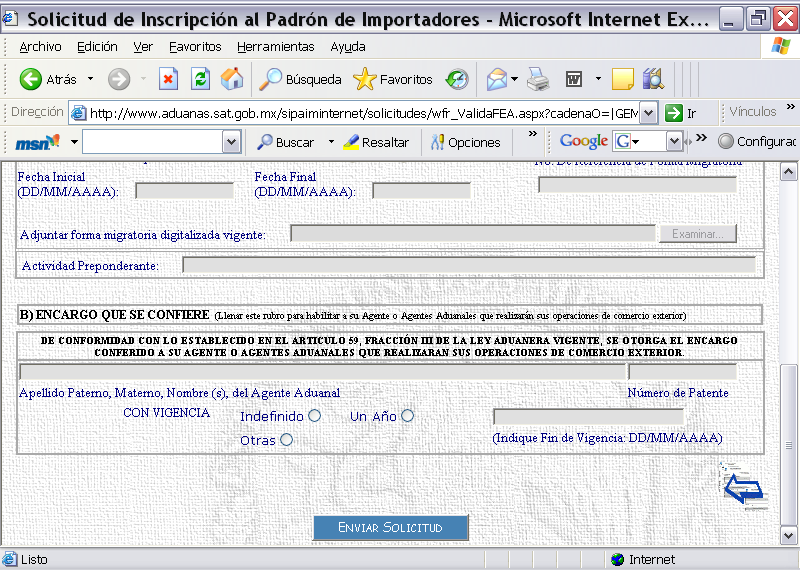 Solicitud de Inscripción al Padrón de Importadores - Microsoft Internet Ex...
Archivo Edición Ver Favoritos Herramientas Ayuda
Atrás Búsqueda Favoritos
Dirección http://www.aduanas.sat.gob.mx/sipaiminternet/solicitudes/wfr_ValidaFEA.aspx?cadenaO=|GEM Ir Vínculos »
msn Buscar Resaltar Opciones » Google G » Configurac
No. De Referencia de Forma Migratoria
Fecha Inicial Fecha Final
(DD/MM/AAAA): (DD/MM/AAAA):
Adjuntar forma migratoria digitalizada vigente: Examinar...
Actividad Preponderante:
B) ENCARGO QUE SE CONFIERE (Llenar este rubro para habilitar a su Agente o Agentes Aduanales que realizarán sus operaciones de comercio exterior)
DE CONFORMIDAD CON LO ESTABLECIDO EN EL ARTICULO 59, FRACCIÓN III DE LA LEY ADUANERA VIGENTE, SE OTORGA EL ENCARGO
CONFERIDO A SU AGENTE O AGENTES ADUANALES QUE REALIZARAN SUS OPERACIONES DE COMERCIO EXTERIOR.
Apellido Paterno, Materno, Nombre (s), del Agente Aduanal Número de Patente
CON VIGENCIA Indefinido Un Año
Otras (Indique Fin de Vigencia: DD/MM/AAAA)
ENVIAR SOLICITUD
Listo Internet